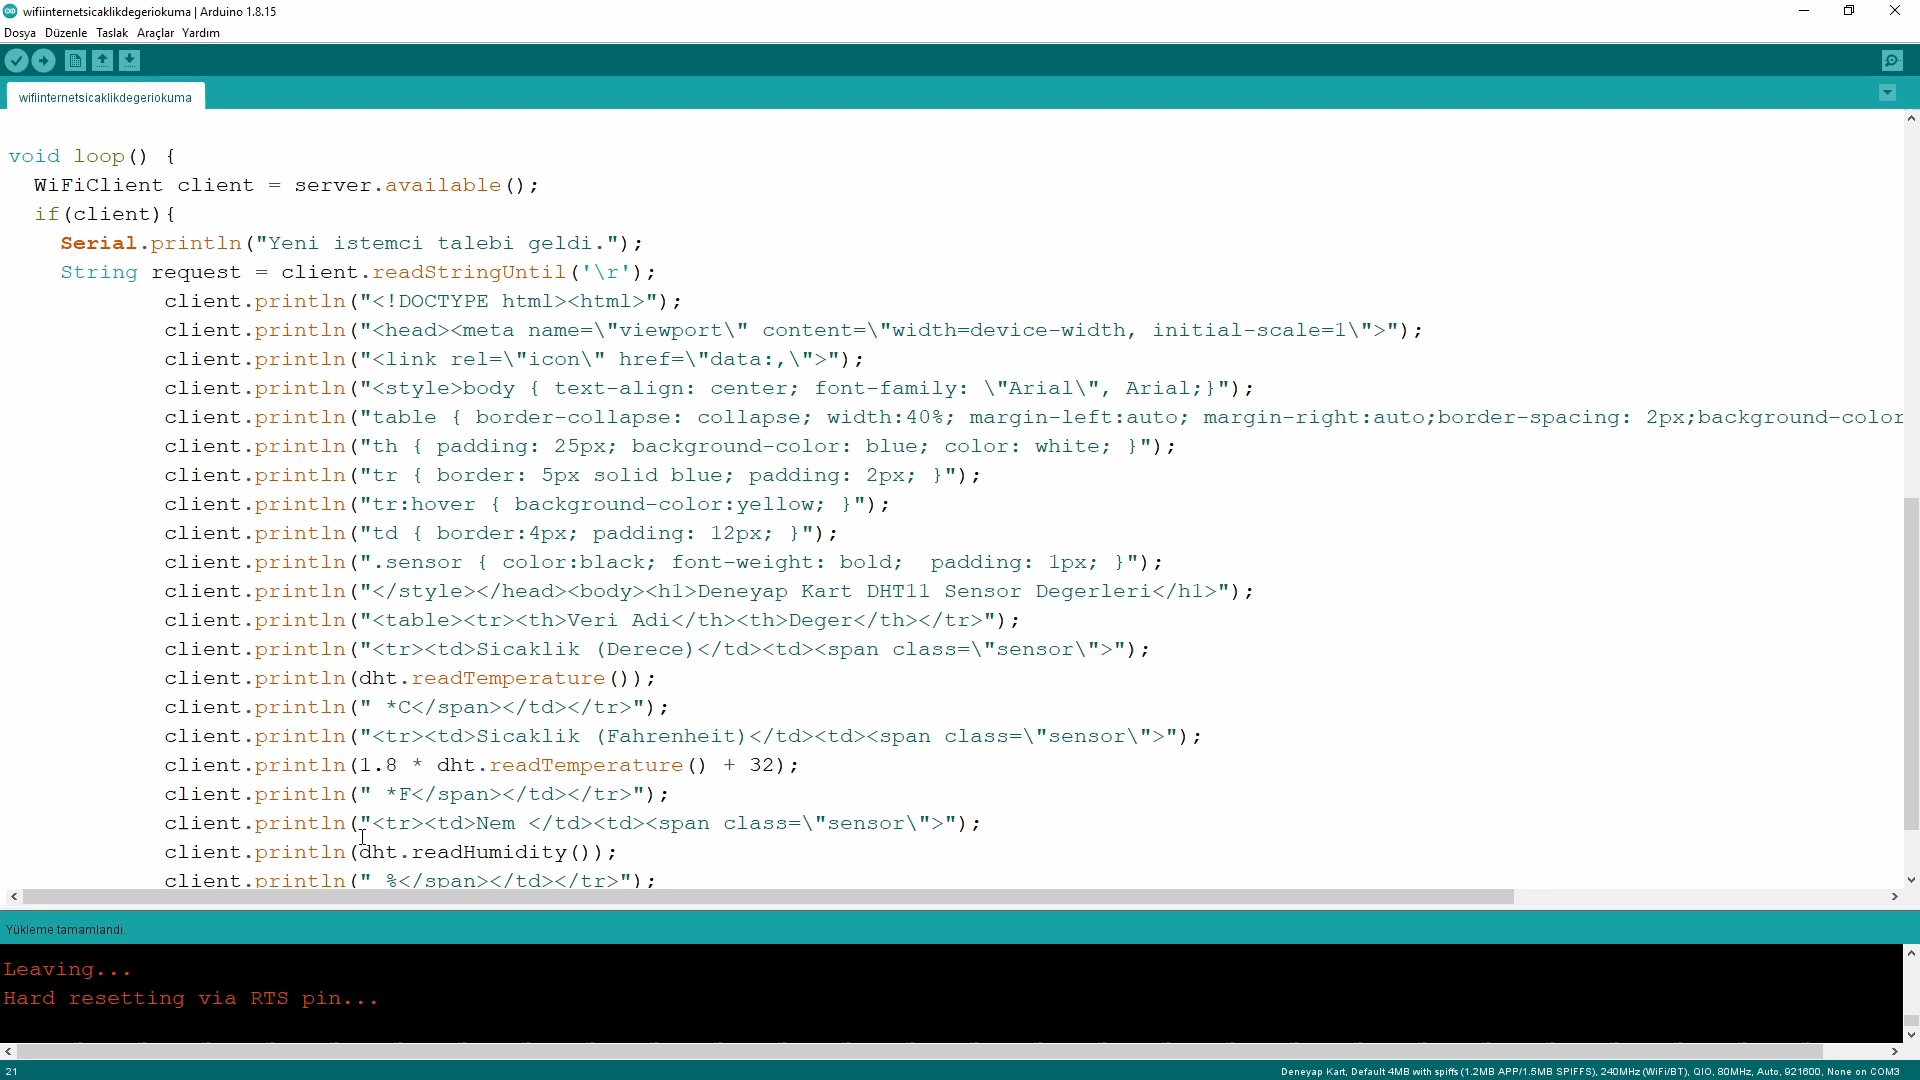 wifiinternetsicaklikdegeriokuma | Arduino 1.8.15
Dosya Düzenle Taslak Araçlar Yardım
wifiinternetsicaklikdegeriokuma
void loop() {
WiFiClient client = server.available();
if(client){
Serial.println("Yeni istemci talebi geldi.");
String request = client.readStringUntil('\r');
client.println("<!DOCTYPE html><html>");
client.println("<head><meta name=\"viewport\" content=\"width=device-width, initial-scale=1\">");
client.println("<link rel=\"icon\" href=\"data:,\">");
client.println("<style>body { text-align: center; font-family: \"Arial\", Arial;}");
client.println("table { border-collapse: collapse; width:40%; margin-left:auto; margin-right:auto;border-spacing: 2px;background-color
client.println("th { padding: 25px; background-color: blue; color: white; }");
client.println("tr { border: 5px solid blue; padding: 2px; }");
client.println("tr:hover { background-color:yellow; }");
client.println("td { border:4px; padding: 12px; }");
client.println(".sensor { color:black; font-weight: bold;  padding: 1px; }");
client.println("</style></head><body><h1>Deneyap Kart DHT11 Sensor Degerleri</h1>");
client.println("<table><tr><th>Veri Adi</th><th>Deger</th></tr>");
client.println("<tr><td>Sicaklik (Derece)</td><td><span class=\"sensor\">");
client.println(dht.readTemperature());
client.println(" *C</span></td></tr>");
client.println("<tr><td>Sicaklik (Fahrenheit)</td><td><span class=\"sensor\">");
client.println(1.8 * dht.readTemperature() + 32);
client.println(" *F</span></td></tr>");
client.println("<tr><td>Nem </td><td><span class=\"sensor\">");
client.println(dht.readHumidity());
client.println(" %</span></td></tr>");
Yükleme tamamlandı.
Leaving...
Hard resetting via RTS pin...
21
Deneyap Kart, Default 4MB with spiffs (1.2MB APP/1.5MB SPIFFS), 240MHz (WiFi/BT), QIO, 80MHz, Auto, 921600, None on COM3